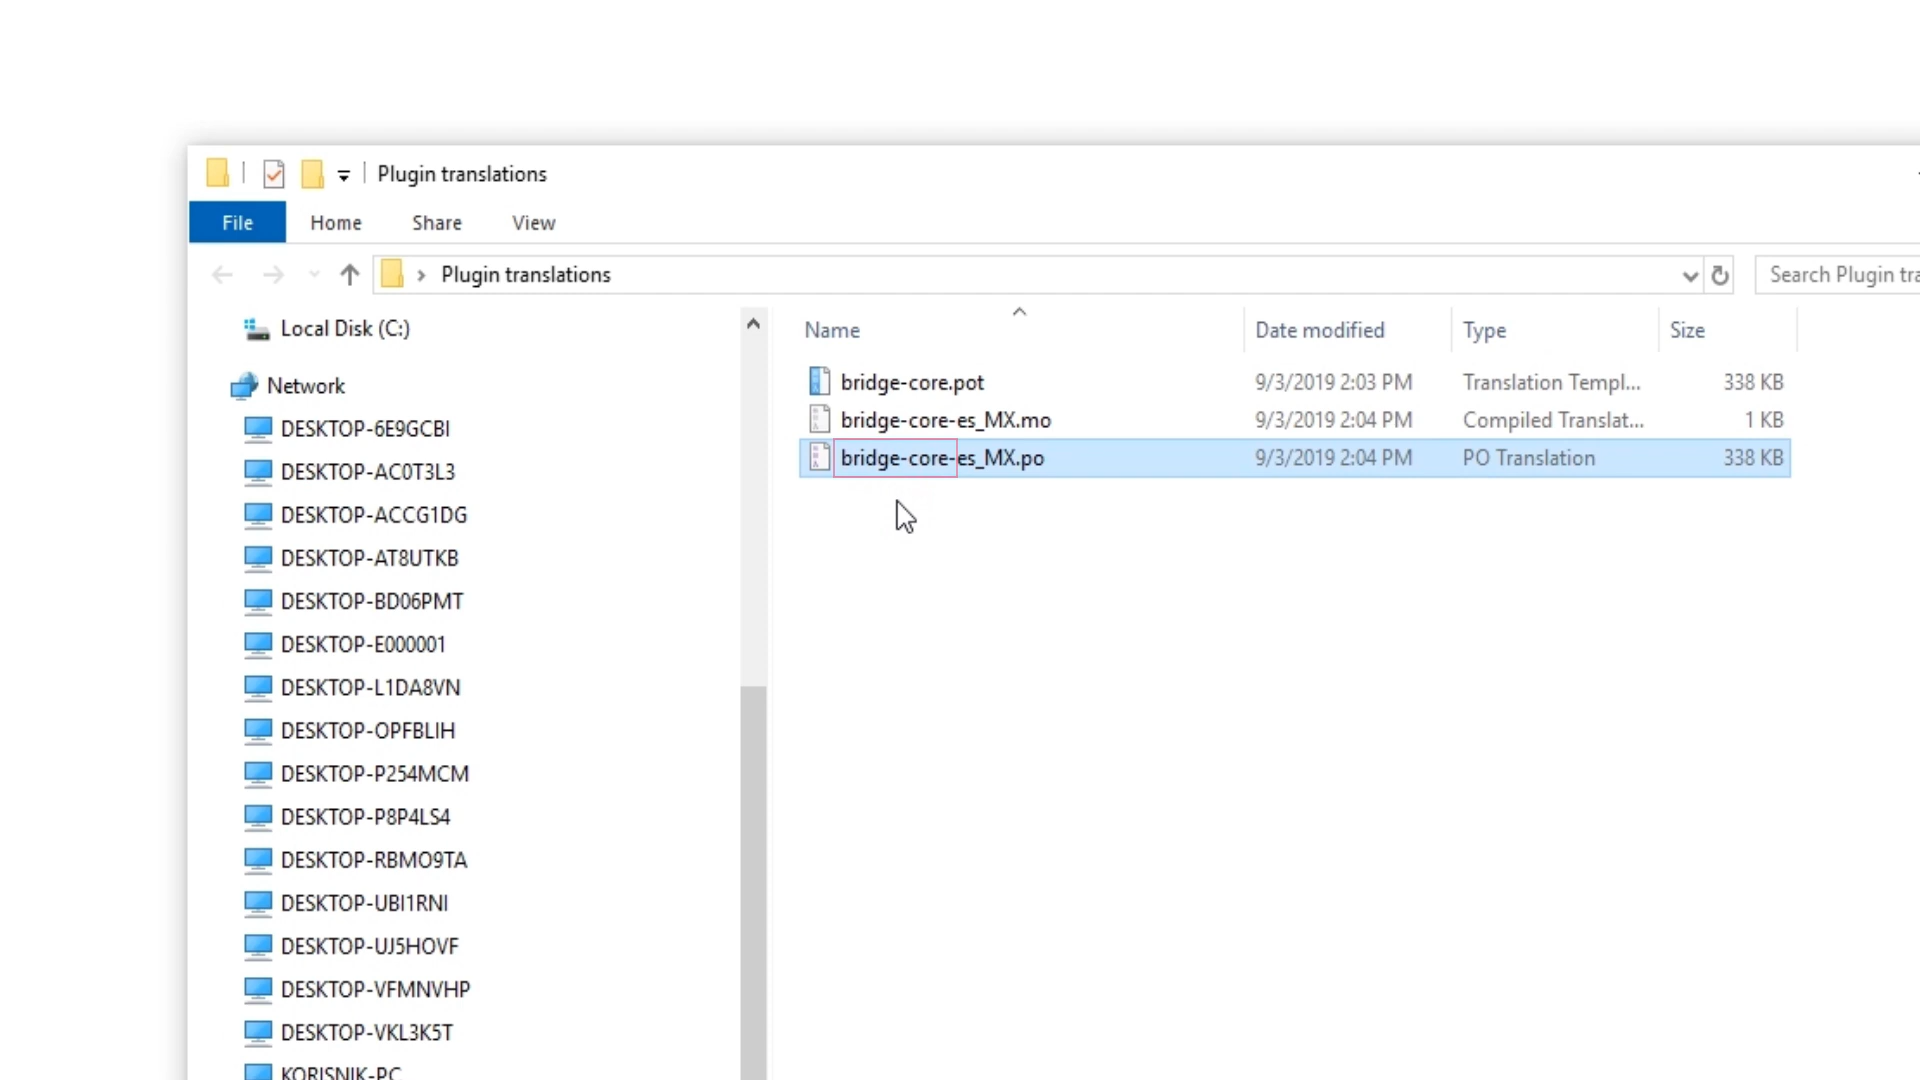 Plugin translations
File Home Share View
Plugin translations
Search Plugin tra
Local Disk (C:)
Network
DESKTOP-6E9GCBI
DESKTOP-AC0T3L3
DESKTOP-ACCG1DG
DESKTOP-AT8UTKB
DESKTOP-BD06PMT
DESKTOP-E000001
DESKTOP-L1DA8VN
DESKTOP-OPFBLIH
DESKTOP-P254MCM
DESKTOP-P8P4LS4
DESKTOP-RBMO9TA
DESKTOP-UBI1RNI
DESKTOP-UJ5HOVF
DESKTOP-VFMNVHP
DESKTOP-VKL3K5T
KORISNIK-PC
Name Date modified Type Size
bridge-core.pot 9/3/2019 2:03 PM Translation Templ... 338 KB
bridge-core-es_MX.mo 9/3/2019 2:04 PM Compiled Translat... 1 KB
bridge-core-es_MX.po 9/3/2019 2:04 PM PO Translation 338 KB